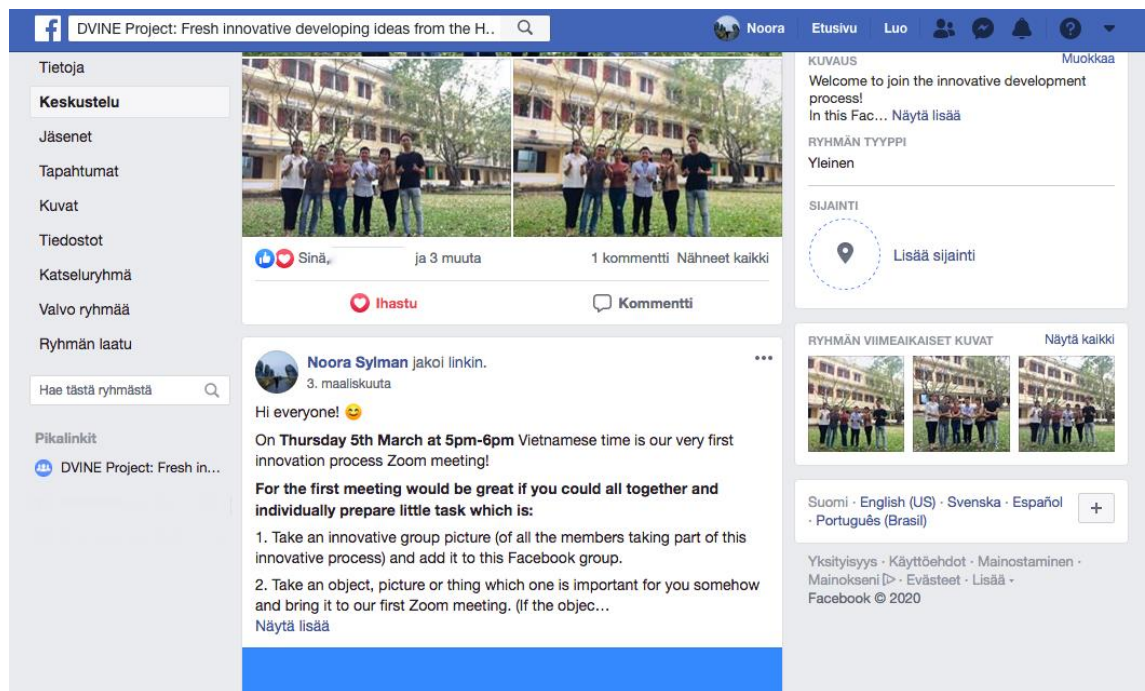 DVINE Project: Fresh innovative developing ideas from the H..
Noora
Etusivu
Luo
Tietoja
Keskustelu
Jäsenet
Tapahtumat
Kuvat
Tiedostot
Katseluryhmä
Valvo ryhmää
Ryhmän laatu
Hae tästä ryhmästä
Pikalinkit
DVINE Project: Fresh in...
Sinä, ja 3 muuta
1 kommentti Nähneet kaikki
Ihastu
Kommentti
Noora Sylman jakoi linkin.
3. maaliskuuta
Hi everyone! 😊
On Thursday 5th March at 5pm-6pm Vietnamese time is our very first
innovation process Zoom meeting!
For the first meeting would be great if you could all together and
individually prepare little task which is:
1. Take an innovative group picture (of all the members taking part of this
innovative process) and add it to this Facebook group.
2. Take an object, picture or thing which one is important for you somehow
and bring it to our first Zoom meeting. (If the objec...
Näytä lisää
KUVAUS
Muokkaa
Welcome to join the innovative development
process!
In this Fac... Näytä lisää
RYHMÄN TYYPPI
Yleinen
SIJAINTI
Lisää sijainti
RYHMÄN VIIMEAIKAISET KUVAT
Näytä kaikki
Suomi · English (US) · Svenska · Español
· Português (Brasil)
Yksityisyys · Käyttöehdot · Mainostaminen ·
Mainokseni · Evästeet · Lisää
Facebook © 2020